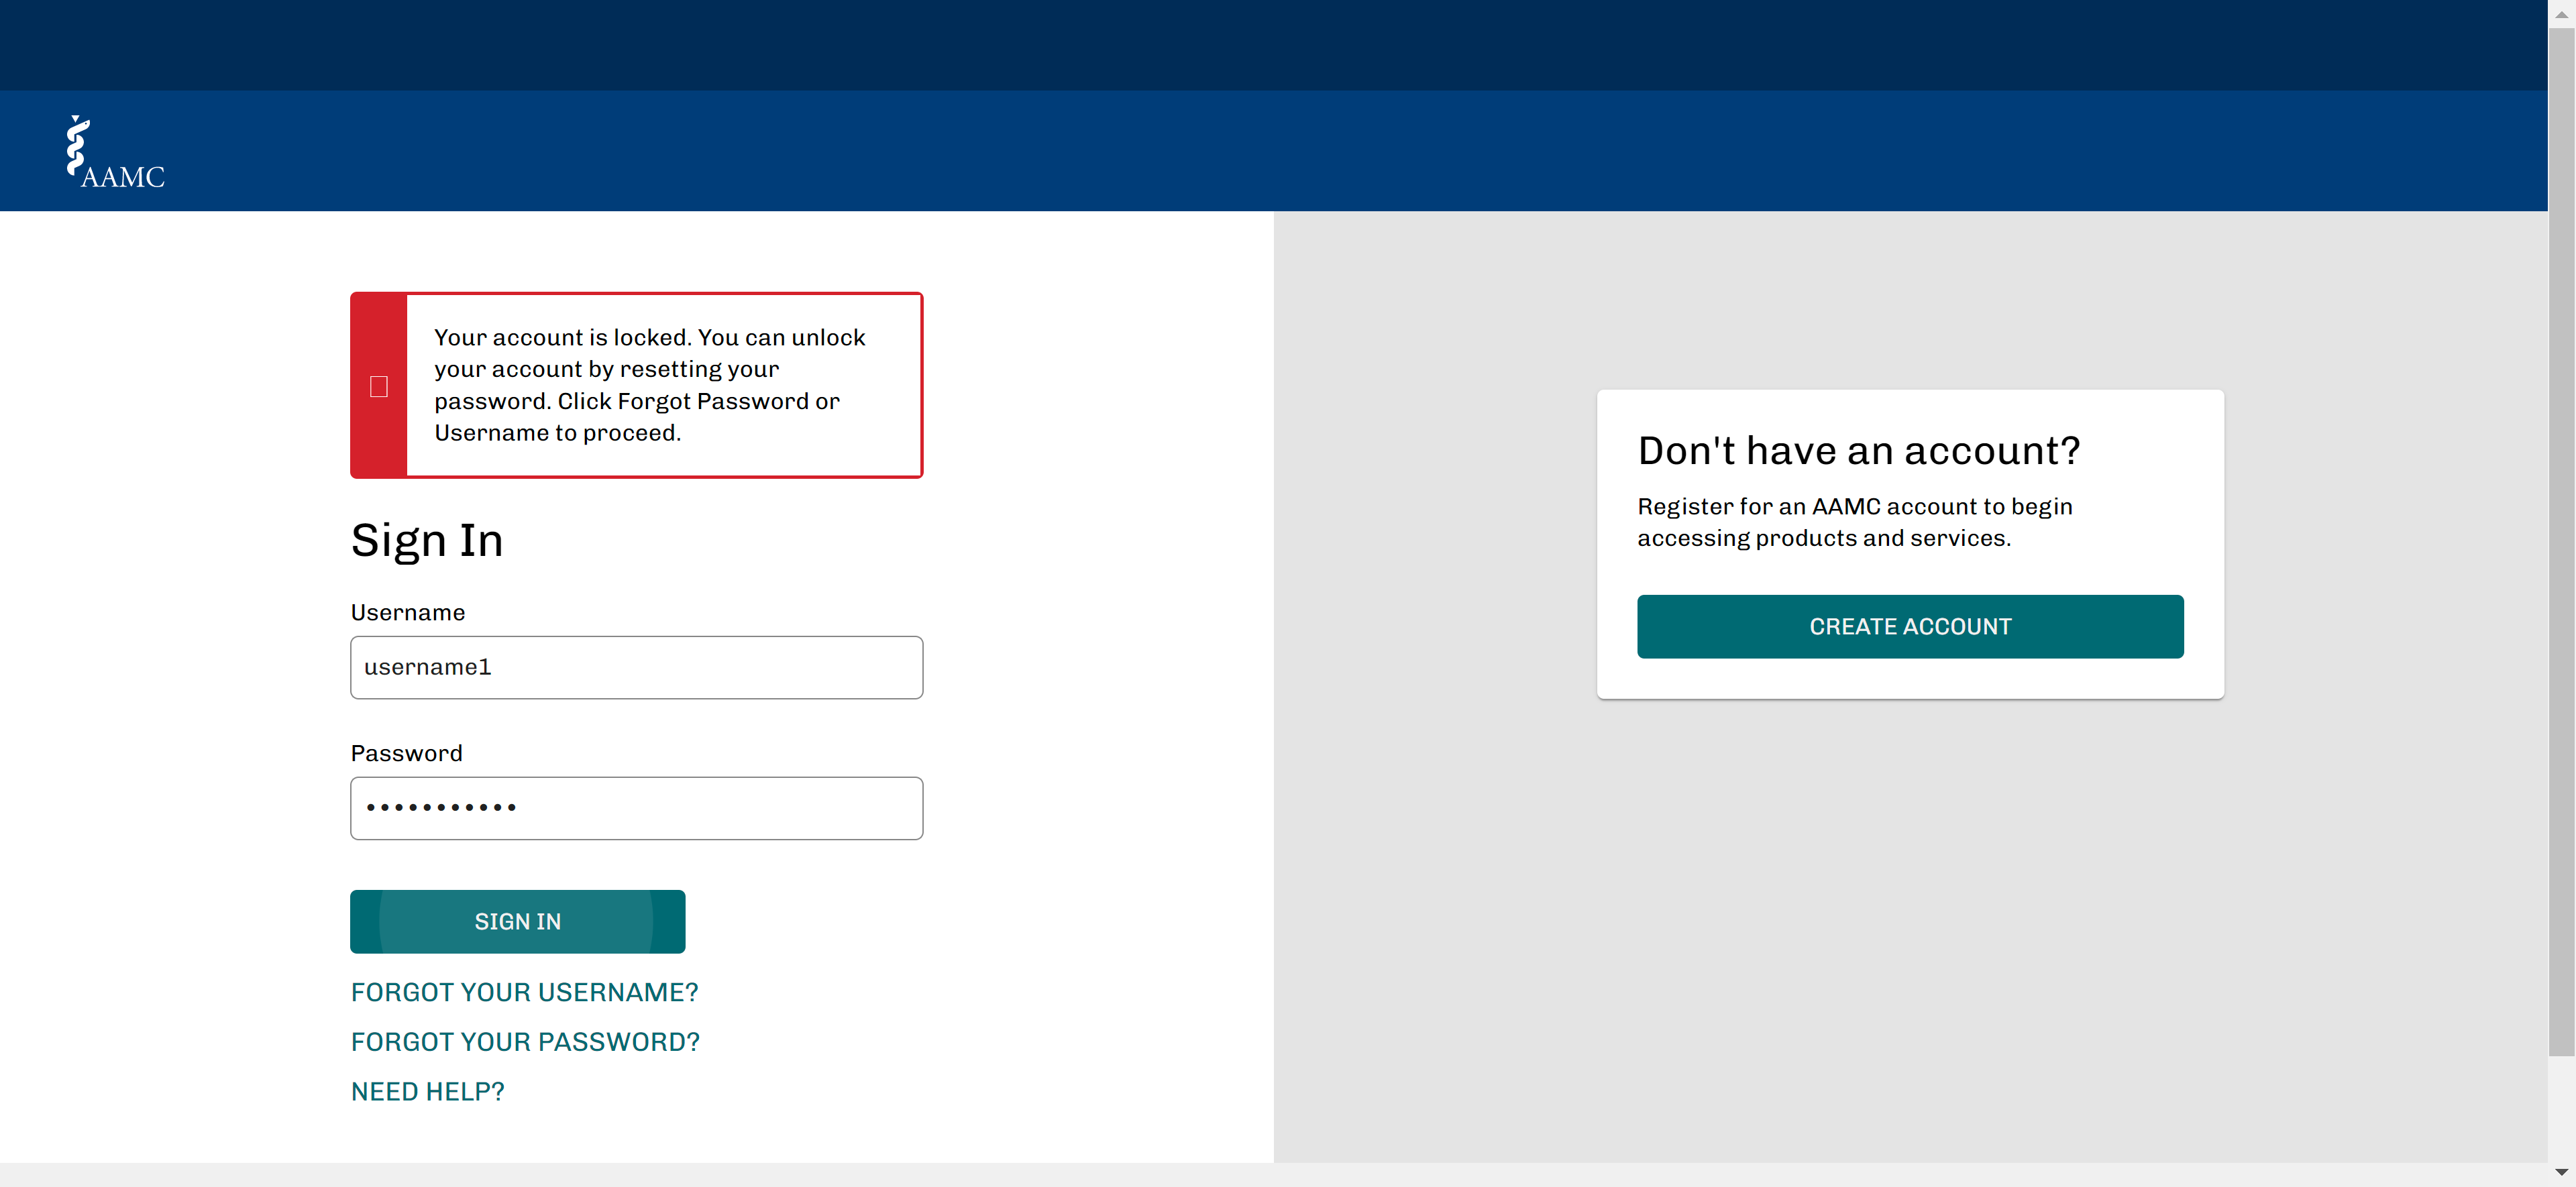 AAMC
Your account is locked. You can unlock
your account by resetting your
password. Click Forgot Password or
Username to proceed.
Sign In
Username
username1
Password
•••••••••••
SIGN IN
FORGOT YOUR USERNAME?
FORGOT YOUR PASSWORD?
NEED HELP?
Don't have an account?
Register for an AAMC account to begin
accessing products and services.
CREATE ACCOUNT